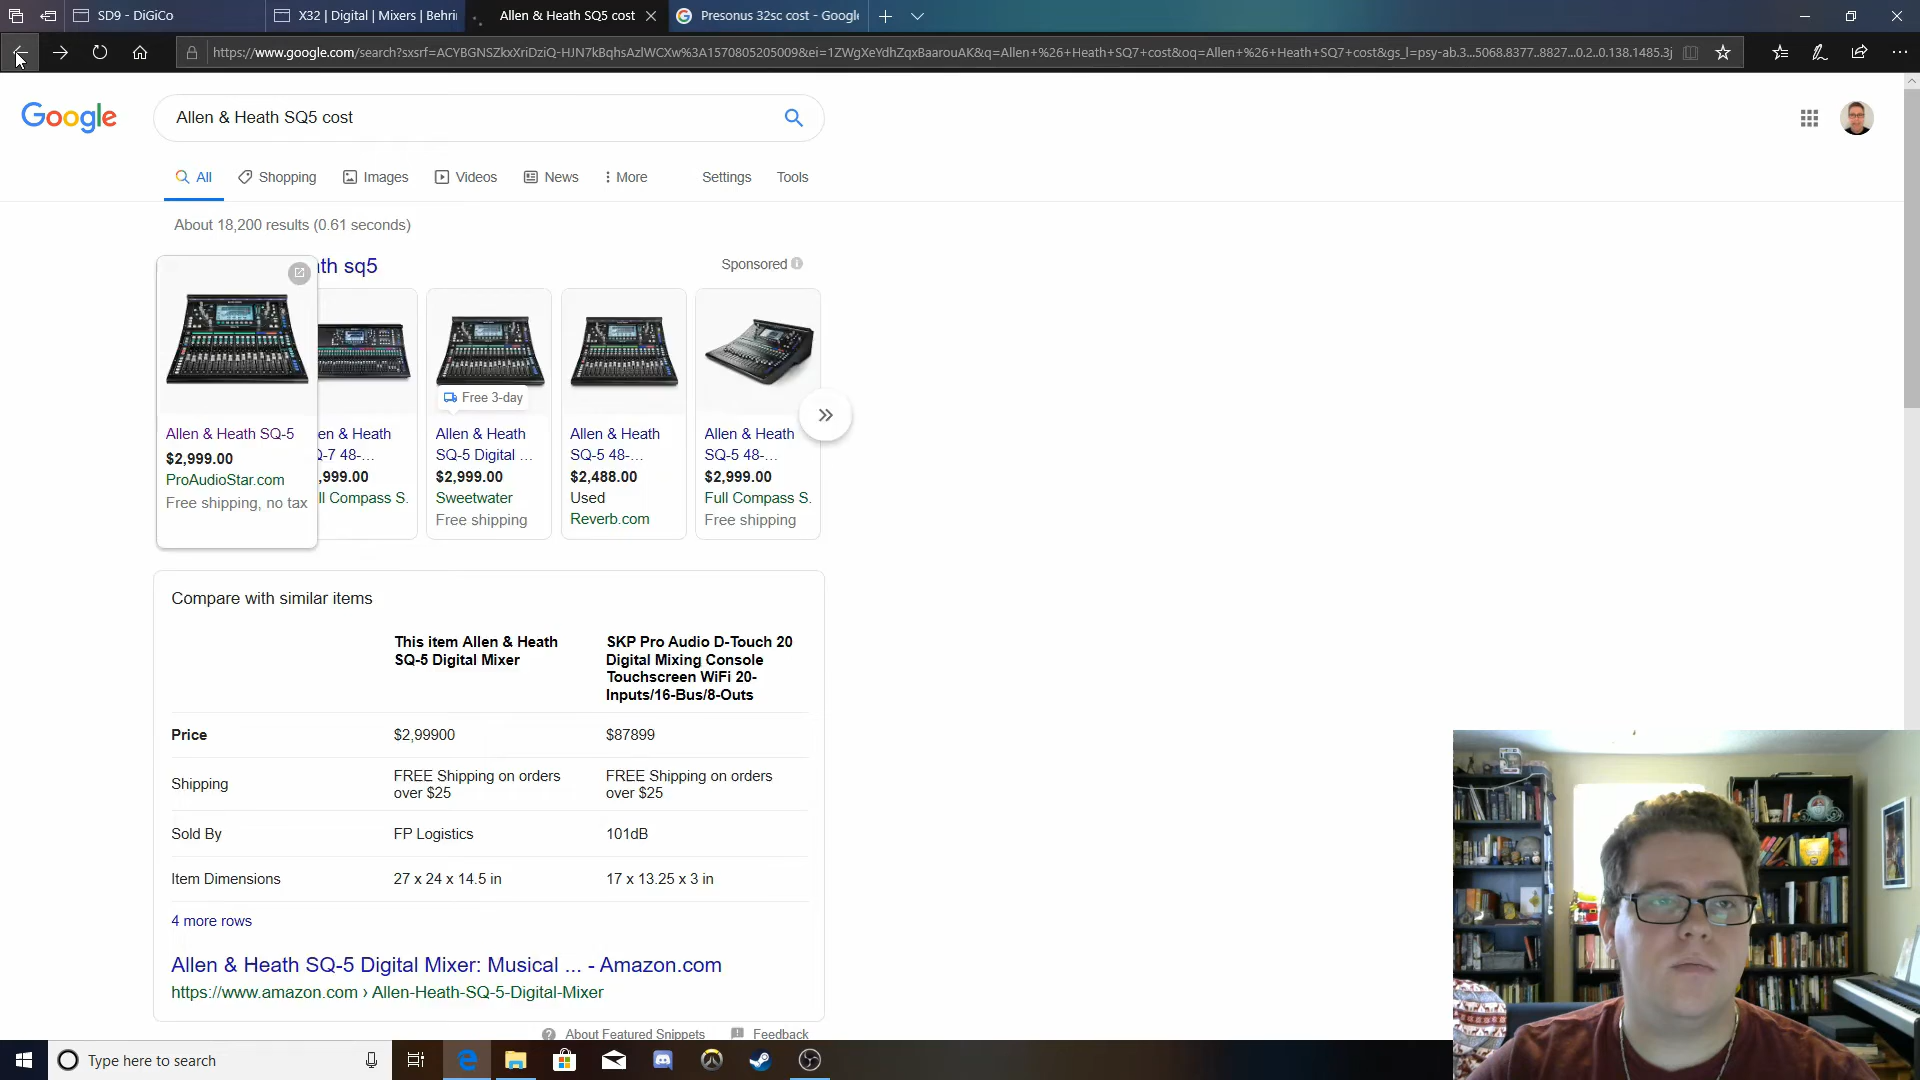 SD9 - DiGiCo
X32 | Digital | Mixers | Behri
Allen & Heath SQ5 cost
Presonus 32sc cost - Google
https://www.google.com/search?sxsrf=ACYBGNSZkxXriDziQ-HJN7kBqhsAzlWCXw%3A1570805205009&ei=1ZWgXeYdhZqxBaarouAK&q=Allen+%26+Heath+SQ7+cost&oq=Allen+%26+Heath+SQ7+cost&gs_l=psy-ab.3...5068.8377..8827...0.2..0.138.1485.3j
Google
Allen & Heath SQ5 cost
All
Shopping
Images
Videos
News
More
Settings
Tools
About 18,200 results (0.61 seconds)
th sq5
Sponsored
Allen & Heath SQ-5
$2,999.00
ProAudioStar.com
Free shipping, no tax
en & Heath
Q-7 48-...
,999.00
ll Compass S.
Free 3-day
Allen & Heath
SQ-5 Digital ...
$2,999.00
Sweetwater
Free shipping
Allen & Heath
SQ-5 48-...
$2,488.00
Used
Reverb.com
Allen & Heath
SQ-5 48-...
$2,999.00
Full Compass S.
Free shipping
Compare with similar items
This item Allen & Heath
SQ-5 Digital Mixer
SKP Pro Audio D-Touch 20
Digital Mixing Console
Touchscreen WiFi 20-
Inputs/16-Bus/8-Outs
Price
$2,99900
$87899
Shipping
FREE Shipping on orders
over $25
FREE Shipping on orders
over $25
Sold By
FP Logistics
101dB
Item Dimensions
27 x 24 x 14.5 in
17 x 13.25 x 3 in
4 more rows
Allen & Heath SQ-5 Digital Mixer: Musical ... - Amazon.com
https://www.amazon.com › Allen-Heath-SQ-5-Digital-Mixer
About Featured Snippets
Feedback
Type here to search